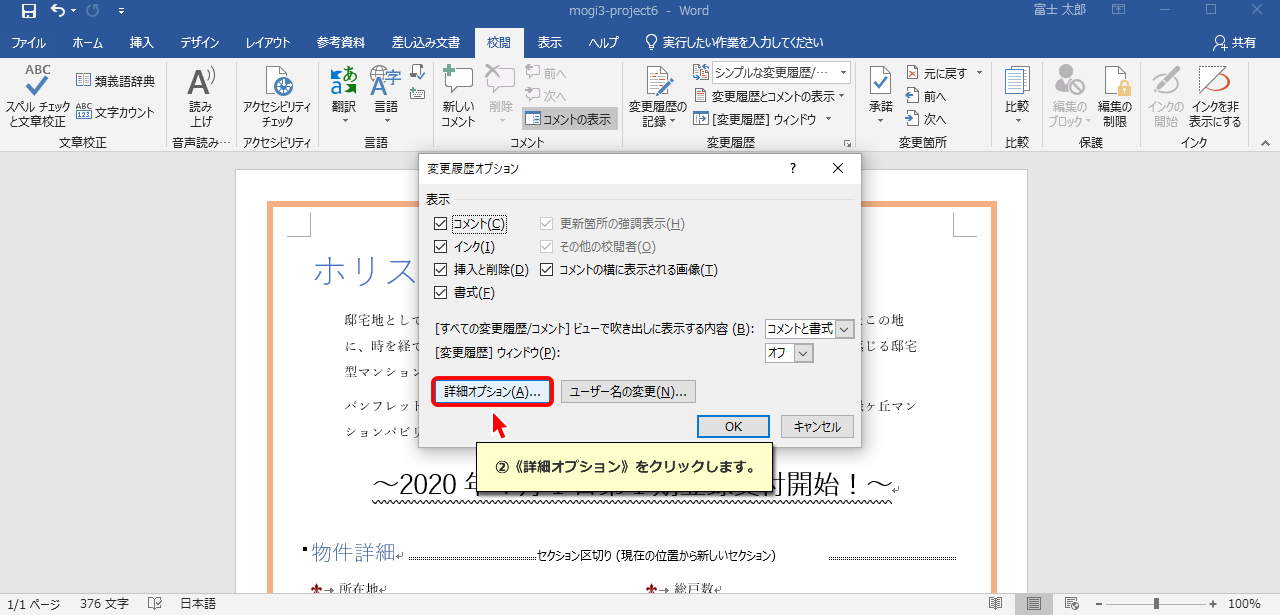 mogi3-project6 - Word
富士 太郎
ファイル ホーム 挿入 デザイン レイアウト 参考資料 差し込み文書 校閲 表示 ヘルプ 実行したい作業を入力してください 共有
ABC
スペル チェックと文章校正
類義語辞典
ABC 123 文字カウント
文章校正
読み上げ
音声読み…
アクセシビリティ チェック
アクセシビリティ
翻訳
言語
言語
新しいコメント
削除
前へ
次へ
コメントの表示
コメント
変更履歴の記録
シンプルな変更履歴/…
変更履歴とコメントの表示
[変更履歴] ウィンドウ
変更履歴
承諾
元に戻す
前へ
次へ
変更箇所
比較
比較
編集のブロック
編集の制限
保護
インクの開始
インクを非表示にする
インク
変更履歴オプション ? ×
表示
コメント(C) 更新箇所の強調表示(H)
インク(I) その他の校閲者(O)
挿入と削除(D) コメントの横に表示される画像(T)
書式(F)
[すべての変更履歴/コメント] ビューで吹き出しに表示する内容 (B): コメントと書式
[変更履歴] ウィンドウ(P): オフ
詳細オプション(A)... ユーザー名の変更(N)...
OK キャンセル
②《詳細オプション》をクリックします。
ホリス
邸宅地として この地
に、時を経て 感じる邸宅
型マンション
パンフレット ヶ丘マン
ションパビリ
～2020 年 開始！～
物件詳細 セクション区切り (現在の位置から新しいセクション)
所在地 総戸数
1/1 ページ 376 文字 日本語 100%